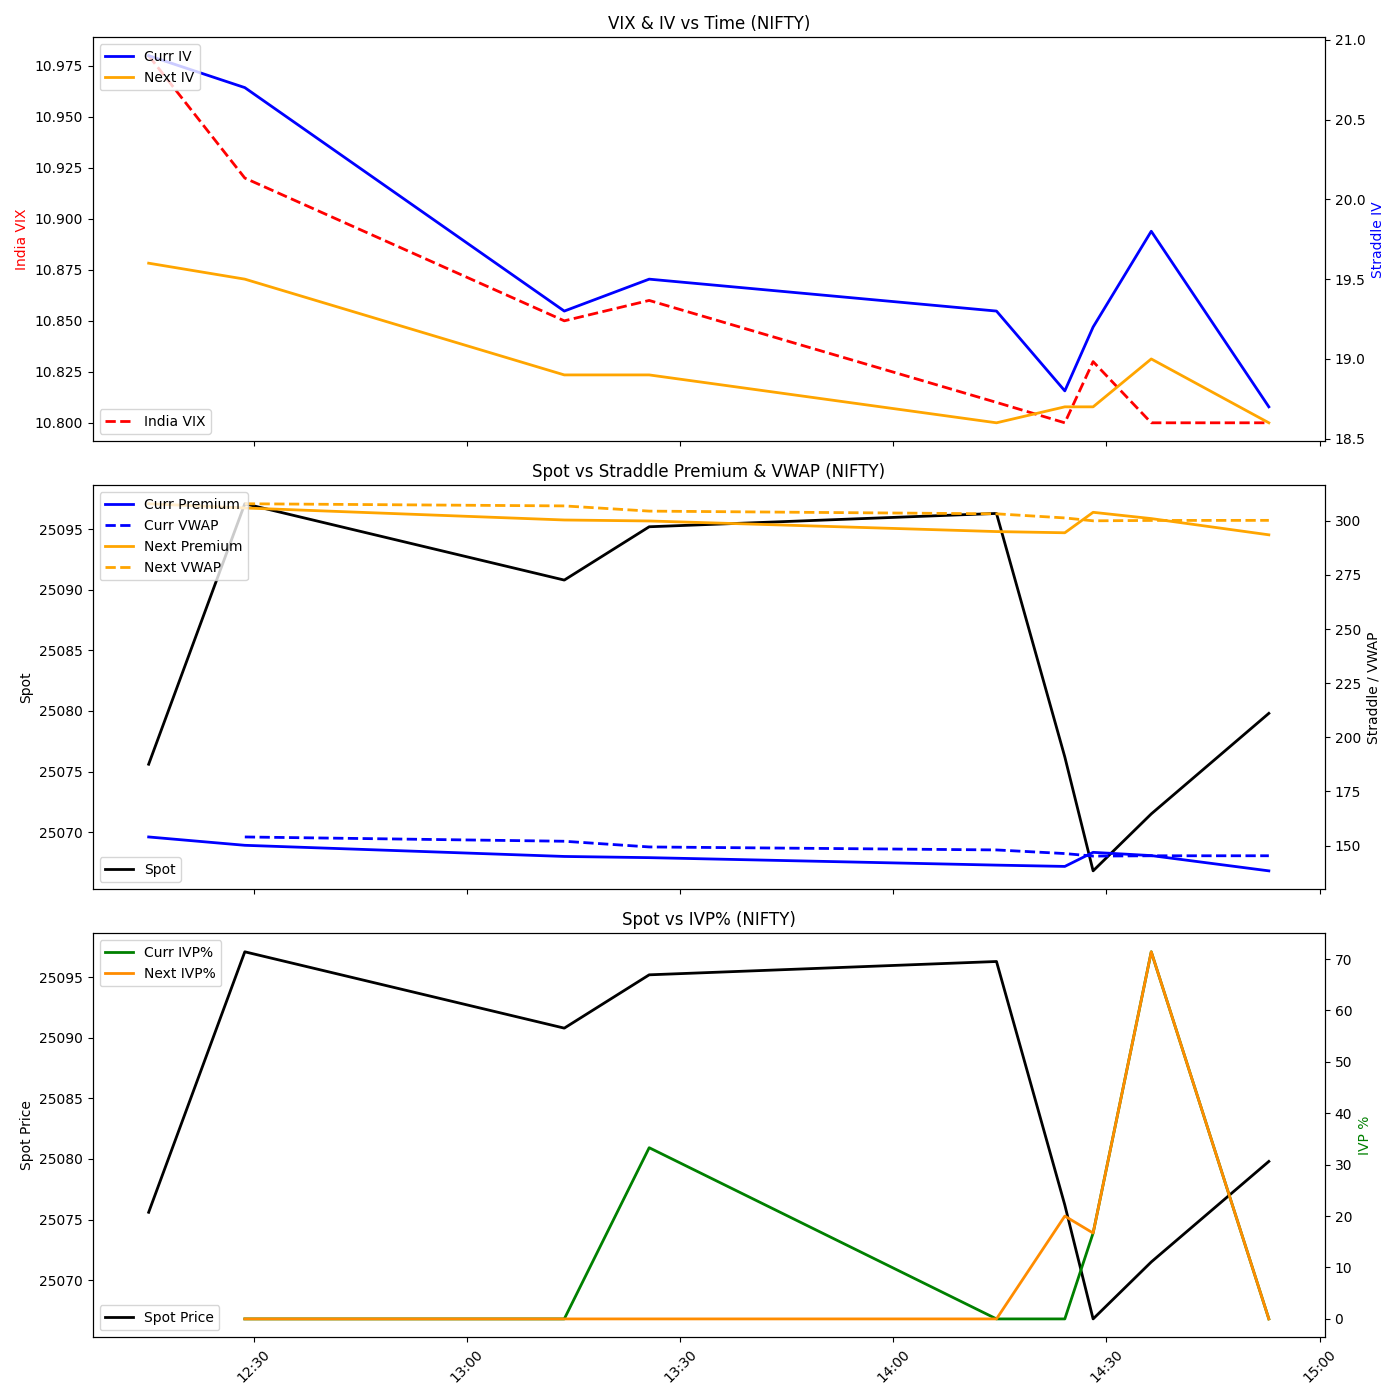 VIX & IV vs Time (NIFTY)
Curr IV
Next IV
India VIX
10.975
10.950
10.925
10.900
10.875
10.850
10.825
10.800
India VIX
21.0
20.5
20.0
19.5
19.0
18.5
Straddle IV
Spot vs Straddle Premium & VWAP (NIFTY)
Curr Premium
Curr VWAP
Next Premium
Next VWAP
Spot
25095
25090
25085
25080
25075
25070
Spot
300
275
250
225
200
175
150
Straddle / VWAP
Spot vs IVP% (NIFTY)
Curr IVP%
Next IVP%
Spot Price
25095
25090
25085
25080
25075
25070
Spot Price
70
60
50
40
30
20
10
0
IVP %
12:30
13:00
13:30
14:00
14:30
15:00